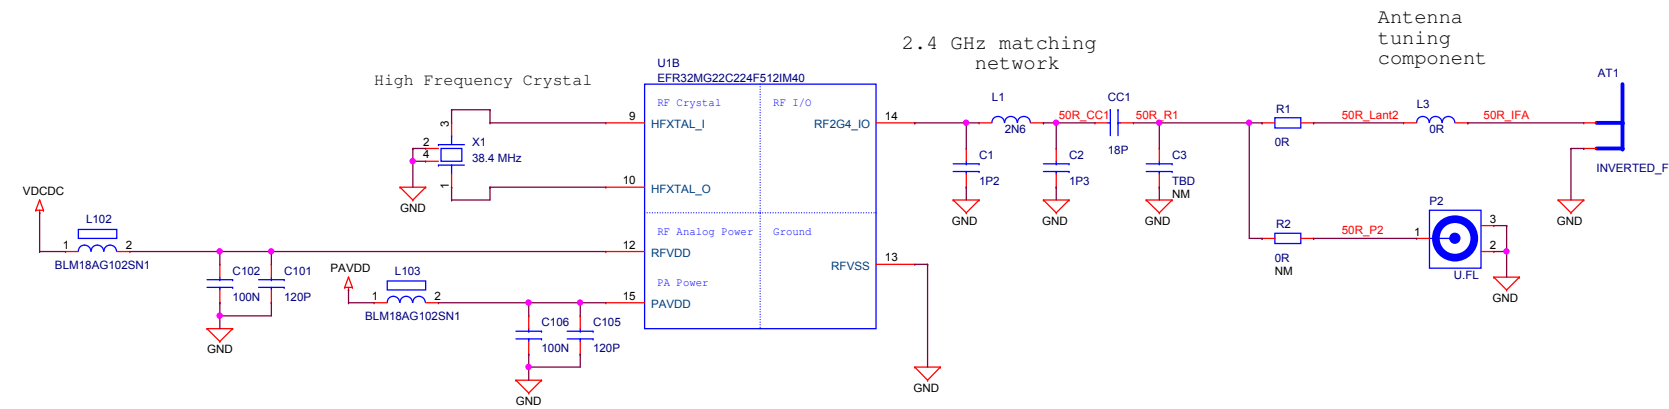 Antenna
tuning
component
2.4 GHz matching
network
High Frequency Crystal
U1B
EFR32MG22C224F512IM40
RF Crystal
RF I/O
HFXTAL_I
HFXTAL_O
RF2G4_IO
RF Analog Power
Ground
RFVDD
RFVSS
PA Power
PAVDD
9
10
12
15
14
13
3
2
4
1
X1
38.4 MHz
GND
VDCDC
L102
1
2
BLM18AG102SN1
C102
100N
C101
120P
GND
PAVDD
L103
1
2
BLM18AG102SN1
C106
100N
C105
120P
GND
GND
L1
2N6
C1
1P2
GND
50R_CC1
C2
1P3
GND
CC1
18P
50R_R1
C3
TBD
NM
GND
R1
0R
50R_Lant2
L3
0R
50R_IFA
AT1
INVERTED_F
GND
R2
0R
NM
50R_P2
P2
1
3
2
U.FL
GND